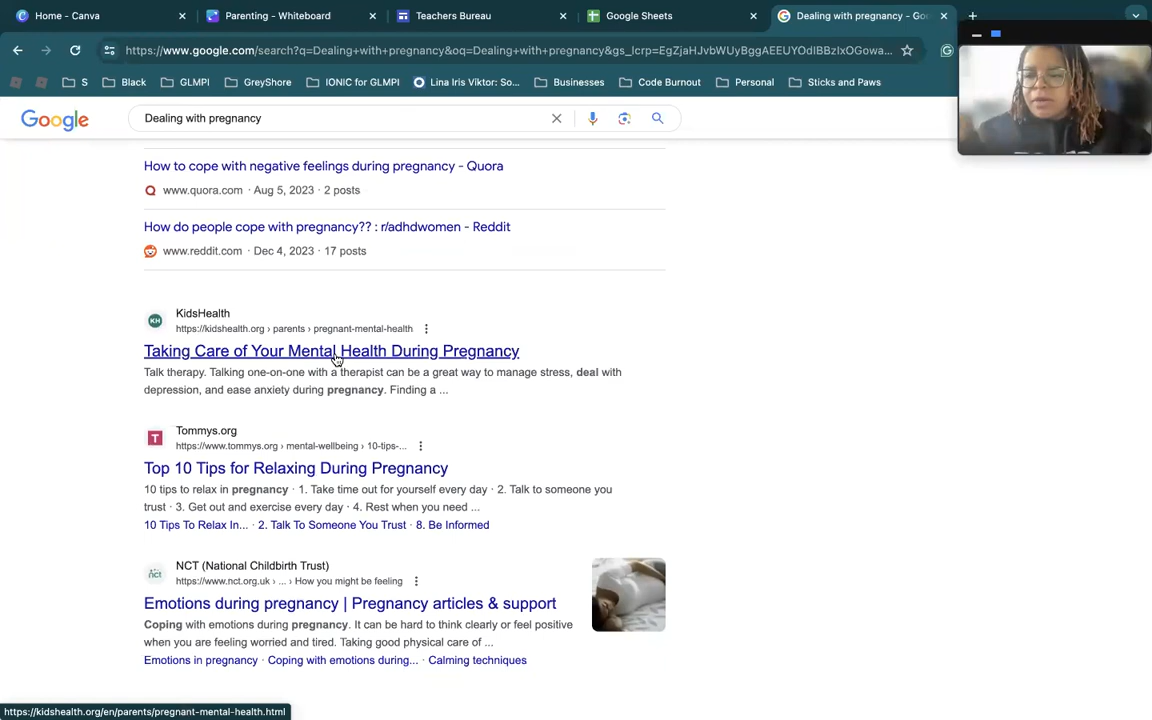 Home - Canva
Parenting - Whiteboard
Teachers Bureau
Google Sheets
Dealing with pregnancy - Goo
https://www.google.com/search?q=Dealing+with+pregnancy&oq=Dealing+with+pregnancy&gs_lcrp=EgZjaHJvbWUyBggAEEUYOdIBBzIxOGowa...
S
Black
GLMPI
GreyShore
IONIC for GLMPI
Lina Iris Viktor: So...
Businesses
Code Burnout
Personal
Sticks and Paws
Google
Dealing with pregnancy
How to cope with negative feelings during pregnancy - Quora
www.quora.com · Aug 5, 2023 · 2 posts
How do people cope with pregnancy?? : r/adhdwomen - Reddit
www.reddit.com · Dec 4, 2023 · 17 posts
KH
KidsHealth
https://kidshealth.org › parents › pregnant-mental-health
Taking Care of Your Mental Health During Pregnancy
Talk therapy. Talking one-on-one with a therapist can be a great way to manage stress, deal with
depression, and ease anxiety during pregnancy. Finding a ...
T
Tommys.org
https://www.tommys.org › mental-wellbeing › 10-tips-...
Top 10 Tips for Relaxing During Pregnancy
10 tips to relax in pregnancy · 1. Take time out for yourself every day · 2. Talk to someone you
trust · 3. Get out and exercise every day · 4. Rest when you need ...
10 Tips To Relax In... · 2. Talk To Someone You Trust · 8. Be Informed
nct
NCT (National Childbirth Trust)
https://www.nct.org.uk › ... › How you might be feeling
Emotions during pregnancy | Pregnancy articles & support
Coping with emotions during pregnancy. It can be hard to think clearly or feel positive
when you are feeling worried and tired. Taking good physical care of ...
Emotions in pregnancy · Coping with emotions during... · Calming techniques
https://kidshealth.org/en/parents/pregnant-mental-health.html